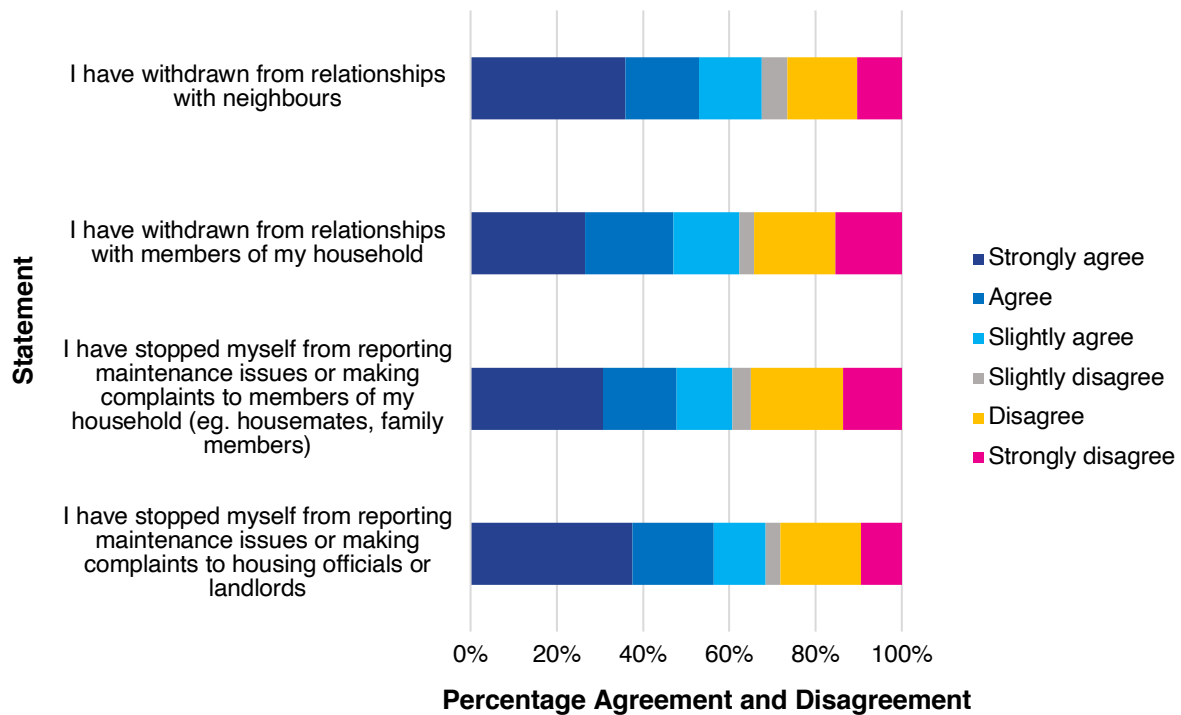 Statement
I have withdrawn from relationships
with neighbours
I have withdrawn from relationships
with members of my household
I have stopped myself from reporting
maintenance issues or making
complaints to members of my
household (eg. housemates, family
members)
I have stopped myself from reporting
maintenance issues or making
complaints to housing officials or
landlords
0% 20% 40% 60% 80% 100%
Percentage Agreement and Disagreement
Strongly agree
Agree
Slightly agree
Slightly disagree
Disagree
Strongly disagree